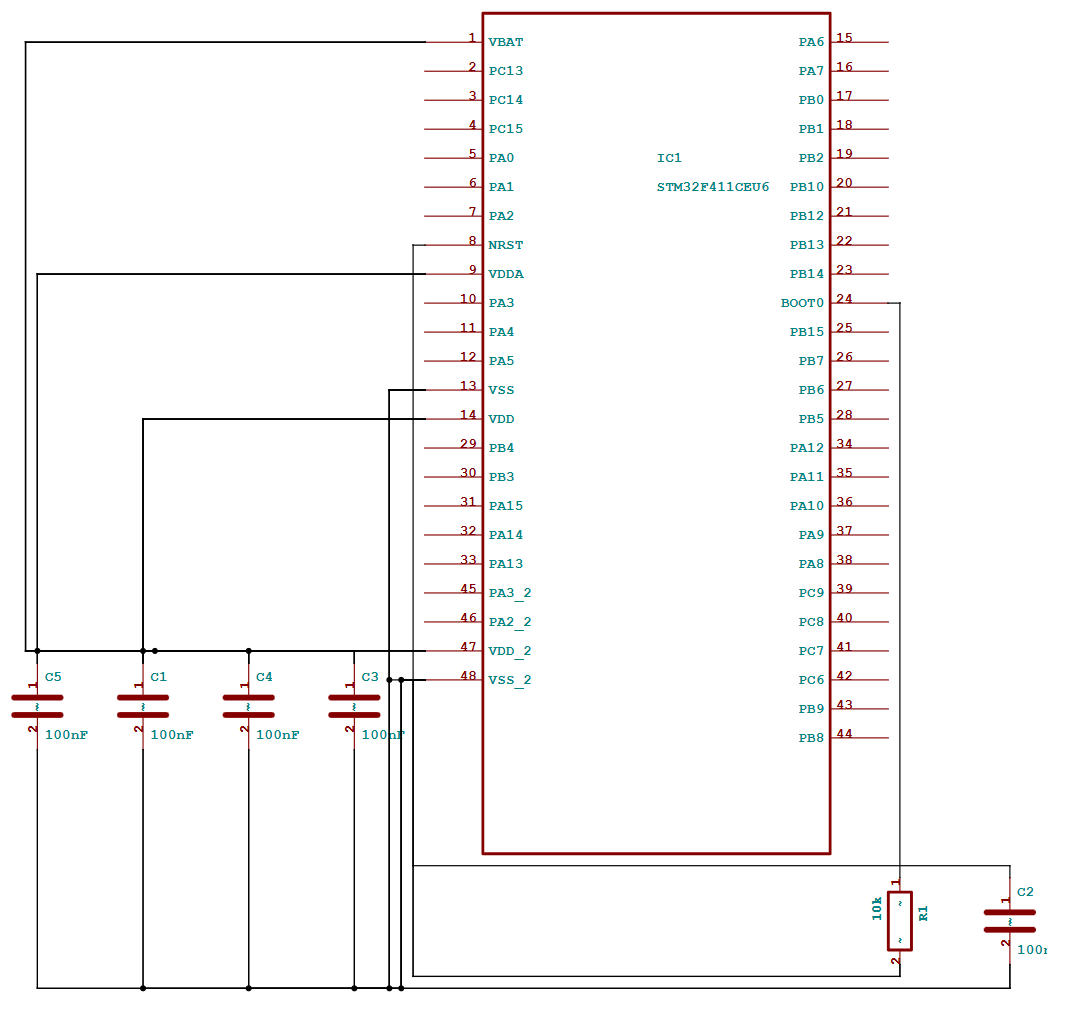 1 VBAT PA6 15
2 PC13 PA7 16
3 PC14 PB0 17
4 PC15 PB1 18
5 PA0 IC1 PB2 19
6 PA1 STM32F411CEU6 PB10 20
7 PA2 PB12 21
8 NRST PB13 22
9 VDDA PB14 23
10 PA3 BOOT0 24
11 PA4 PB15 25
12 PA5 PB7 26
13 VSS PB6 27
14 VDD PB5 28
29 PB4 PA12 34
30 PB3 PA11 35
31 PA15 PA10 36
32 PA14 PA9 37
33 PA13 PA8 38
45 PA3_2 PC9 39
46 PA2_2 PC8 40
47 VDD_2 PC7 41
48 VSS_2 PC6 42
PB9 43
PB8 44
1 C5 1 C1 1 C4 1 C3
~ ~ ~ ~
2 100nF 2 100nF 2 100nF 2 100nF
1
10k ~ ~ R1
2
1 C2
~
2 100n